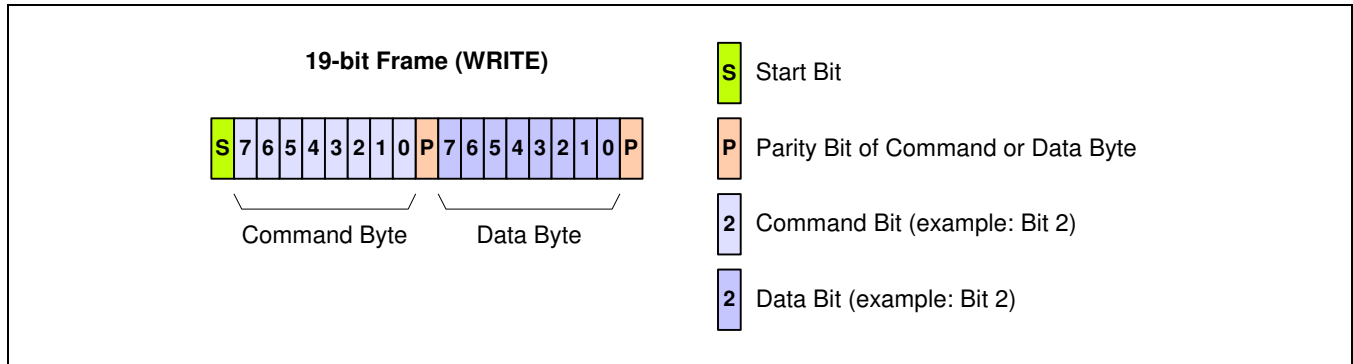 19-bit Frame (WRITE)
S 7 6 5 4 3 2 1 0 P 7 6 5 4 3 2 1 0 P
Command Byte Data Byte
S Start Bit
P Parity Bit of Command or Data Byte
2 Command Bit (example: Bit 2)
2 Data Bit (example: Bit 2)